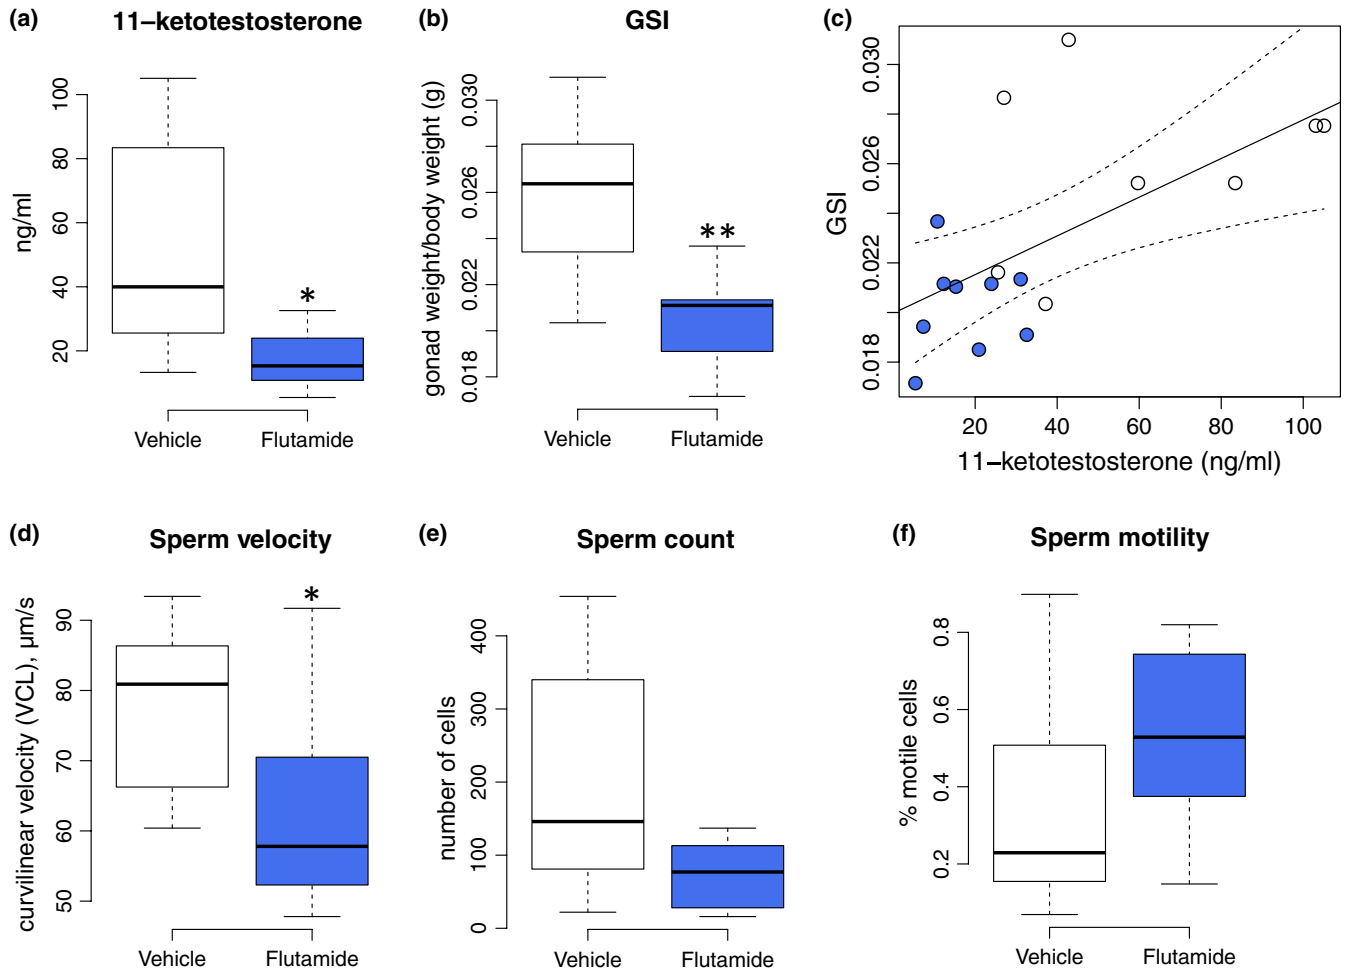 (a) 11–ketotestosterone
ng/ml
100
80
60
40
20
*
Vehicle Flutamide
(b) GSI
gonad weight/body weight (g)
0.030
0.026
0.022
0.018
**
Vehicle Flutamide
(c)
GSI
0.030
0.026
0.022
0.018
20 40 60 80 100
11–ketotestosterone (ng/ml)
(d) Sperm velocity
curvilinear velocity (VCL), µm/s
90
80
70
60
50
*
Vehicle Flutamide
(e) Sperm count
number of cells
400
300
200
100
0
Vehicle Flutamide
(f) Sperm motility
% motile cells
0.8
0.6
0.4
0.2
Vehicle Flutamide